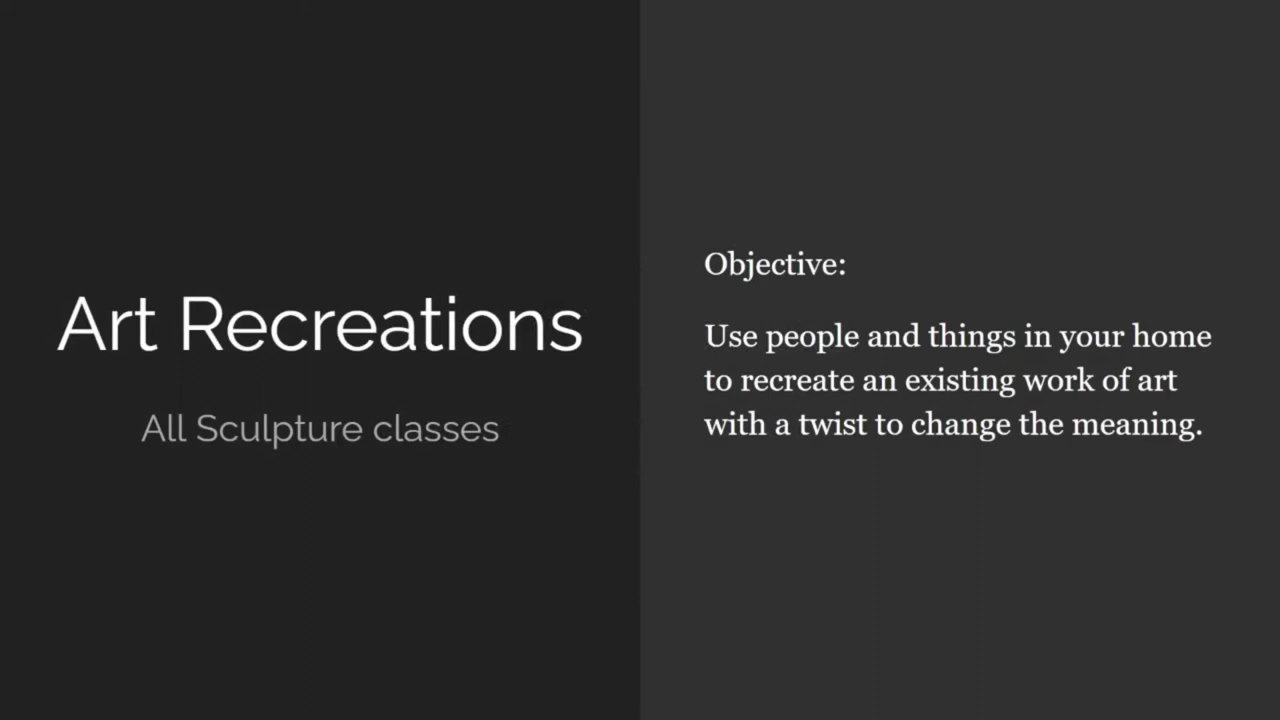 Art Recreations
All Sculpture classes
Objective:
Use people and things in your home
to recreate an existing work of art
with a twist to change the meaning.